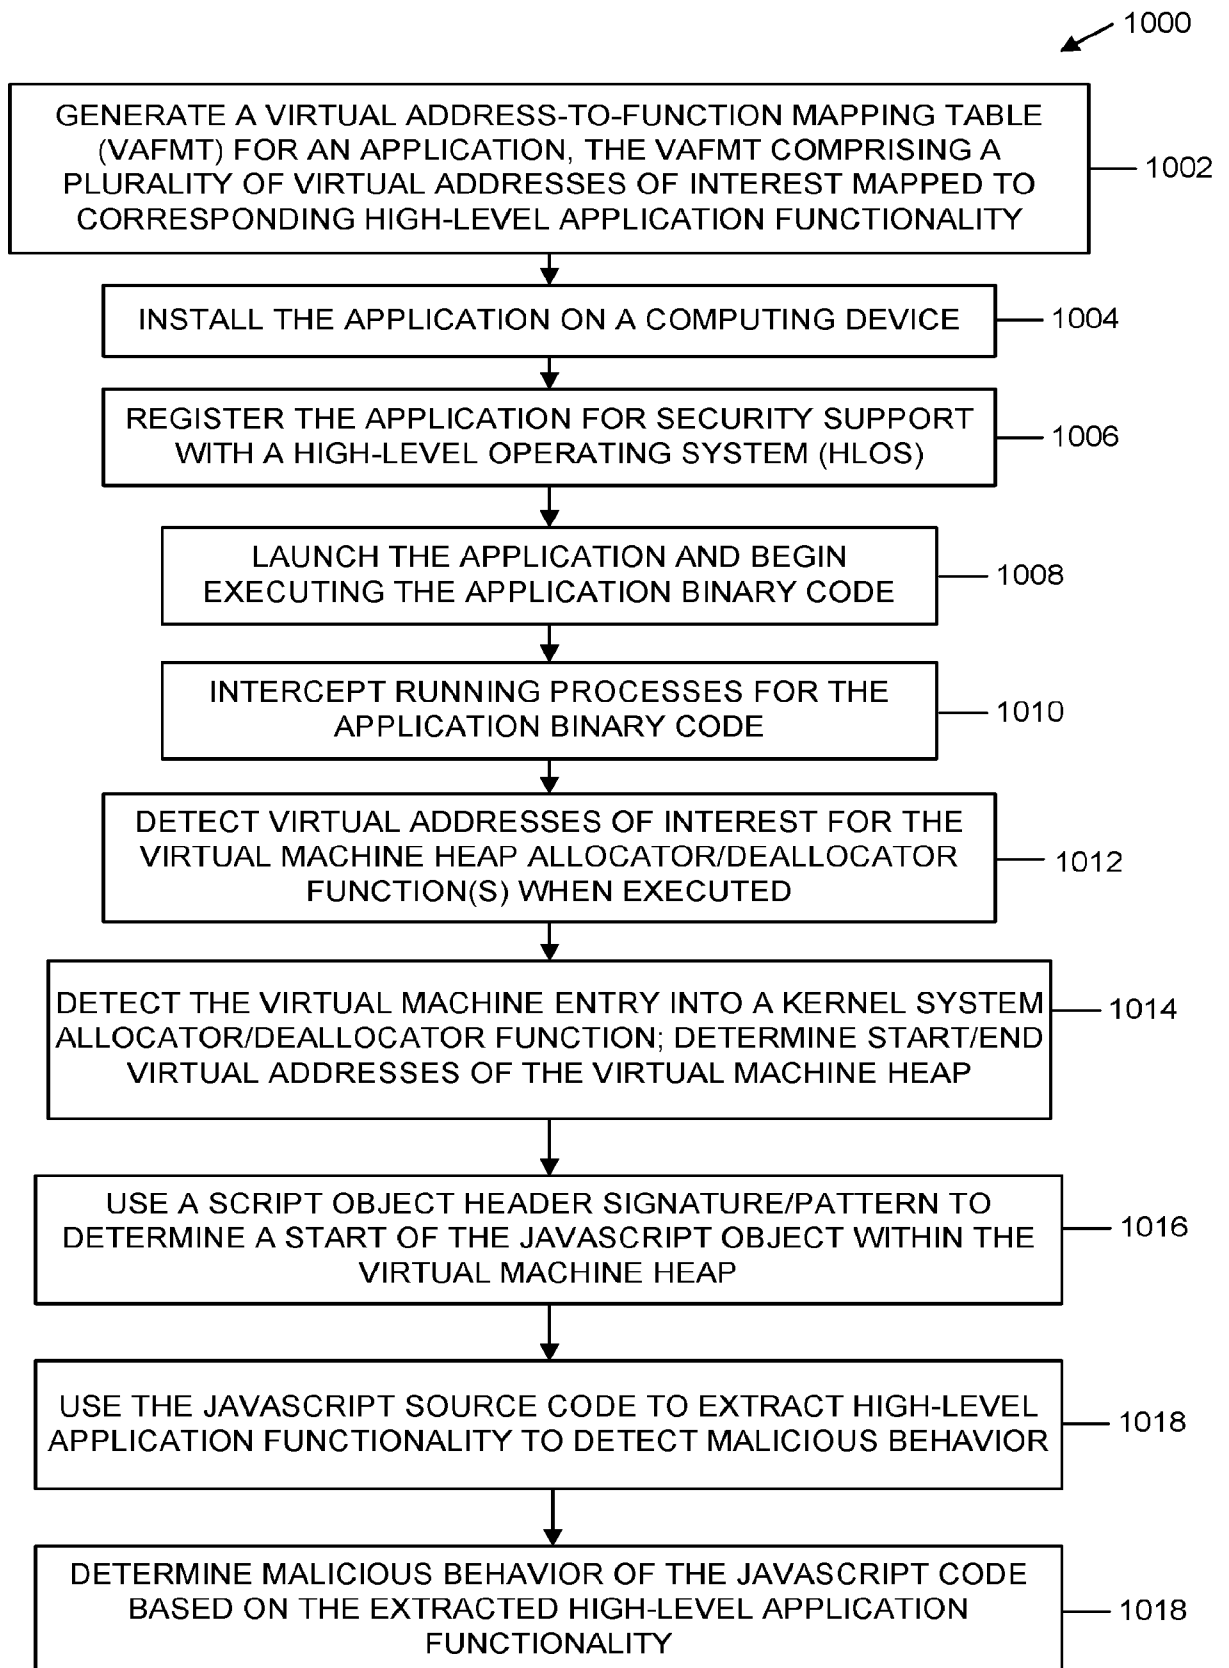 1000
GENERATE A VIRTUAL ADDRESS-TO-FUNCTION MAPPING TABLE
(VAFMT) FOR AN APPLICATION, THE VAFMT COMPRISING A
PLURALITY OF VIRTUAL ADDRESSES OF INTEREST MAPPED TO
CORRESPONDING HIGH-LEVEL APPLICATION FUNCTIONALITY
1002
INSTALL THE APPLICATION ON A COMPUTING DEVICE
1004
REGISTER THE APPLICATION FOR SECURITY SUPPORT
WITH A HIGH-LEVEL OPERATING SYSTEM (HLOS)
1006
LAUNCH THE APPLICATION AND BEGIN
EXECUTING THE APPLICATION BINARY CODE
1008
INTERCEPT RUNNING PROCESSES FOR THE
APPLICATION BINARY CODE
1010
DETECT VIRTUAL ADDRESSES OF INTEREST FOR THE
VIRTUAL MACHINE HEAP ALLOCATOR/DEALLOCATOR
FUNCTION(S) WHEN EXECUTED
1012
DETECT THE VIRTUAL MACHINE ENTRY INTO A KERNEL SYSTEM
ALLOCATOR/DEALLOCATOR FUNCTION; DETERMINE START/END
VIRTUAL ADDRESSES OF THE VIRTUAL MACHINE HEAP
1014
USE A SCRIPT OBJECT HEADER SIGNATURE/PATTERN TO
DETERMINE A START OF THE JAVASCRIPT OBJECT WITHIN THE
VIRTUAL MACHINE HEAP
1016
USE THE JAVASCRIPT SOURCE CODE TO EXTRACT HIGH-LEVEL
APPLICATION FUNCTIONALITY TO DETECT MALICIOUS BEHAVIOR
1018
DETERMINE MALICIOUS BEHAVIOR OF THE JAVASCRIPT CODE
BASED ON THE EXTRACTED HIGH-LEVEL APPLICATION
FUNCTIONALITY
1018